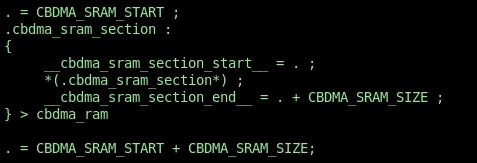 . = CBDMA_SRAM_START ;
.cbdma_sram_section :
{
__cbdma_sram_section_start__ = . ;
*(.cbdma_sram_section*) ;
__cbdma_sram_section_end__ = . + CBDMA_SRAM_SIZE ;
} > cbdma_ram
. = CBDMA_SRAM_START + CBDMA_SRAM_SIZE;